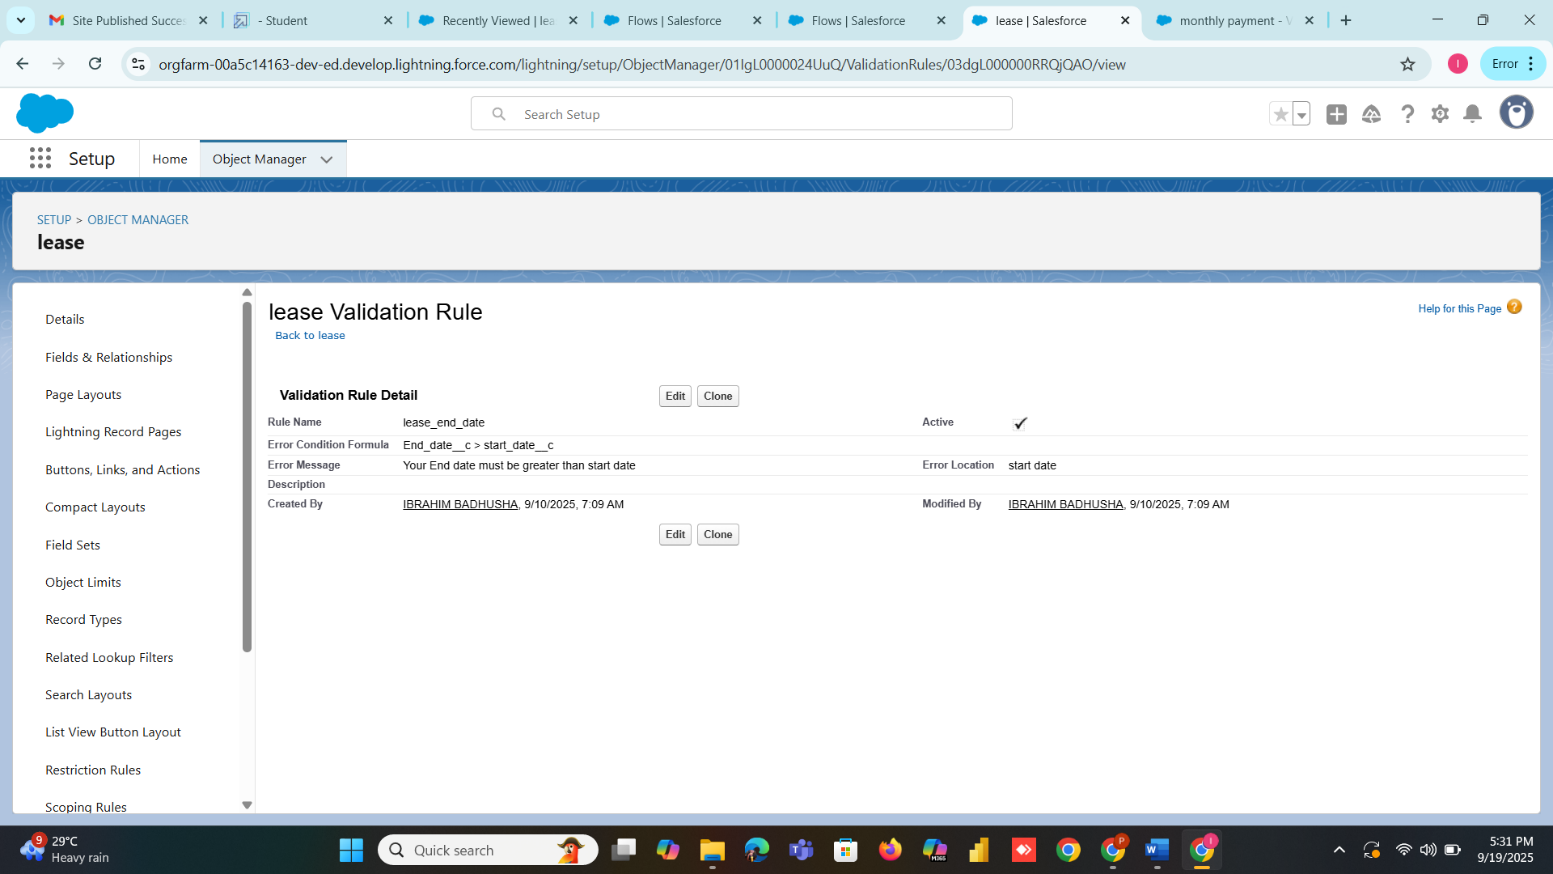 Site Published Succes
- Student
Recently Viewed | lea
Flows | Salesforce
Flows | Salesforce
lease | Salesforce
monthly payment - V
orgfarm-00a5c14163-dev-ed.develop.lightning.force.com/lightning/setup/ObjectManager/01IgL0000024UuQ/ValidationRules/03dgL000000RRQjQAO/view
I
Error
Search Setup
Setup
Home
Object Manager
SETUP > OBJECT MANAGER
lease
Details
Fields & Relationships
Page Layouts
Lightning Record Pages
Buttons, Links, and Actions
Compact Layouts
Field Sets
Object Limits
Record Types
Related Lookup Filters
Search Layouts
List View Button Layout
Restriction Rules
Scoping Rules
lease Validation Rule
Help for this Page
Back to lease
Validation Rule Detail
Edit
Clone
Rule Name lease_end_date
Active
Error Condition Formula End_date__c > start_date__c
Error Message Your End date must be greater than start date
Error Location start date
Description
Created By IBRAHIM BADHUSHA, 9/10/2025, 7:09 AM
Modified By IBRAHIM BADHUSHA, 9/10/2025, 7:09 AM
Edit
Clone
9
29°C
Heavy rain
Quick search
M365
P
I
5:31 PM
9/19/2025